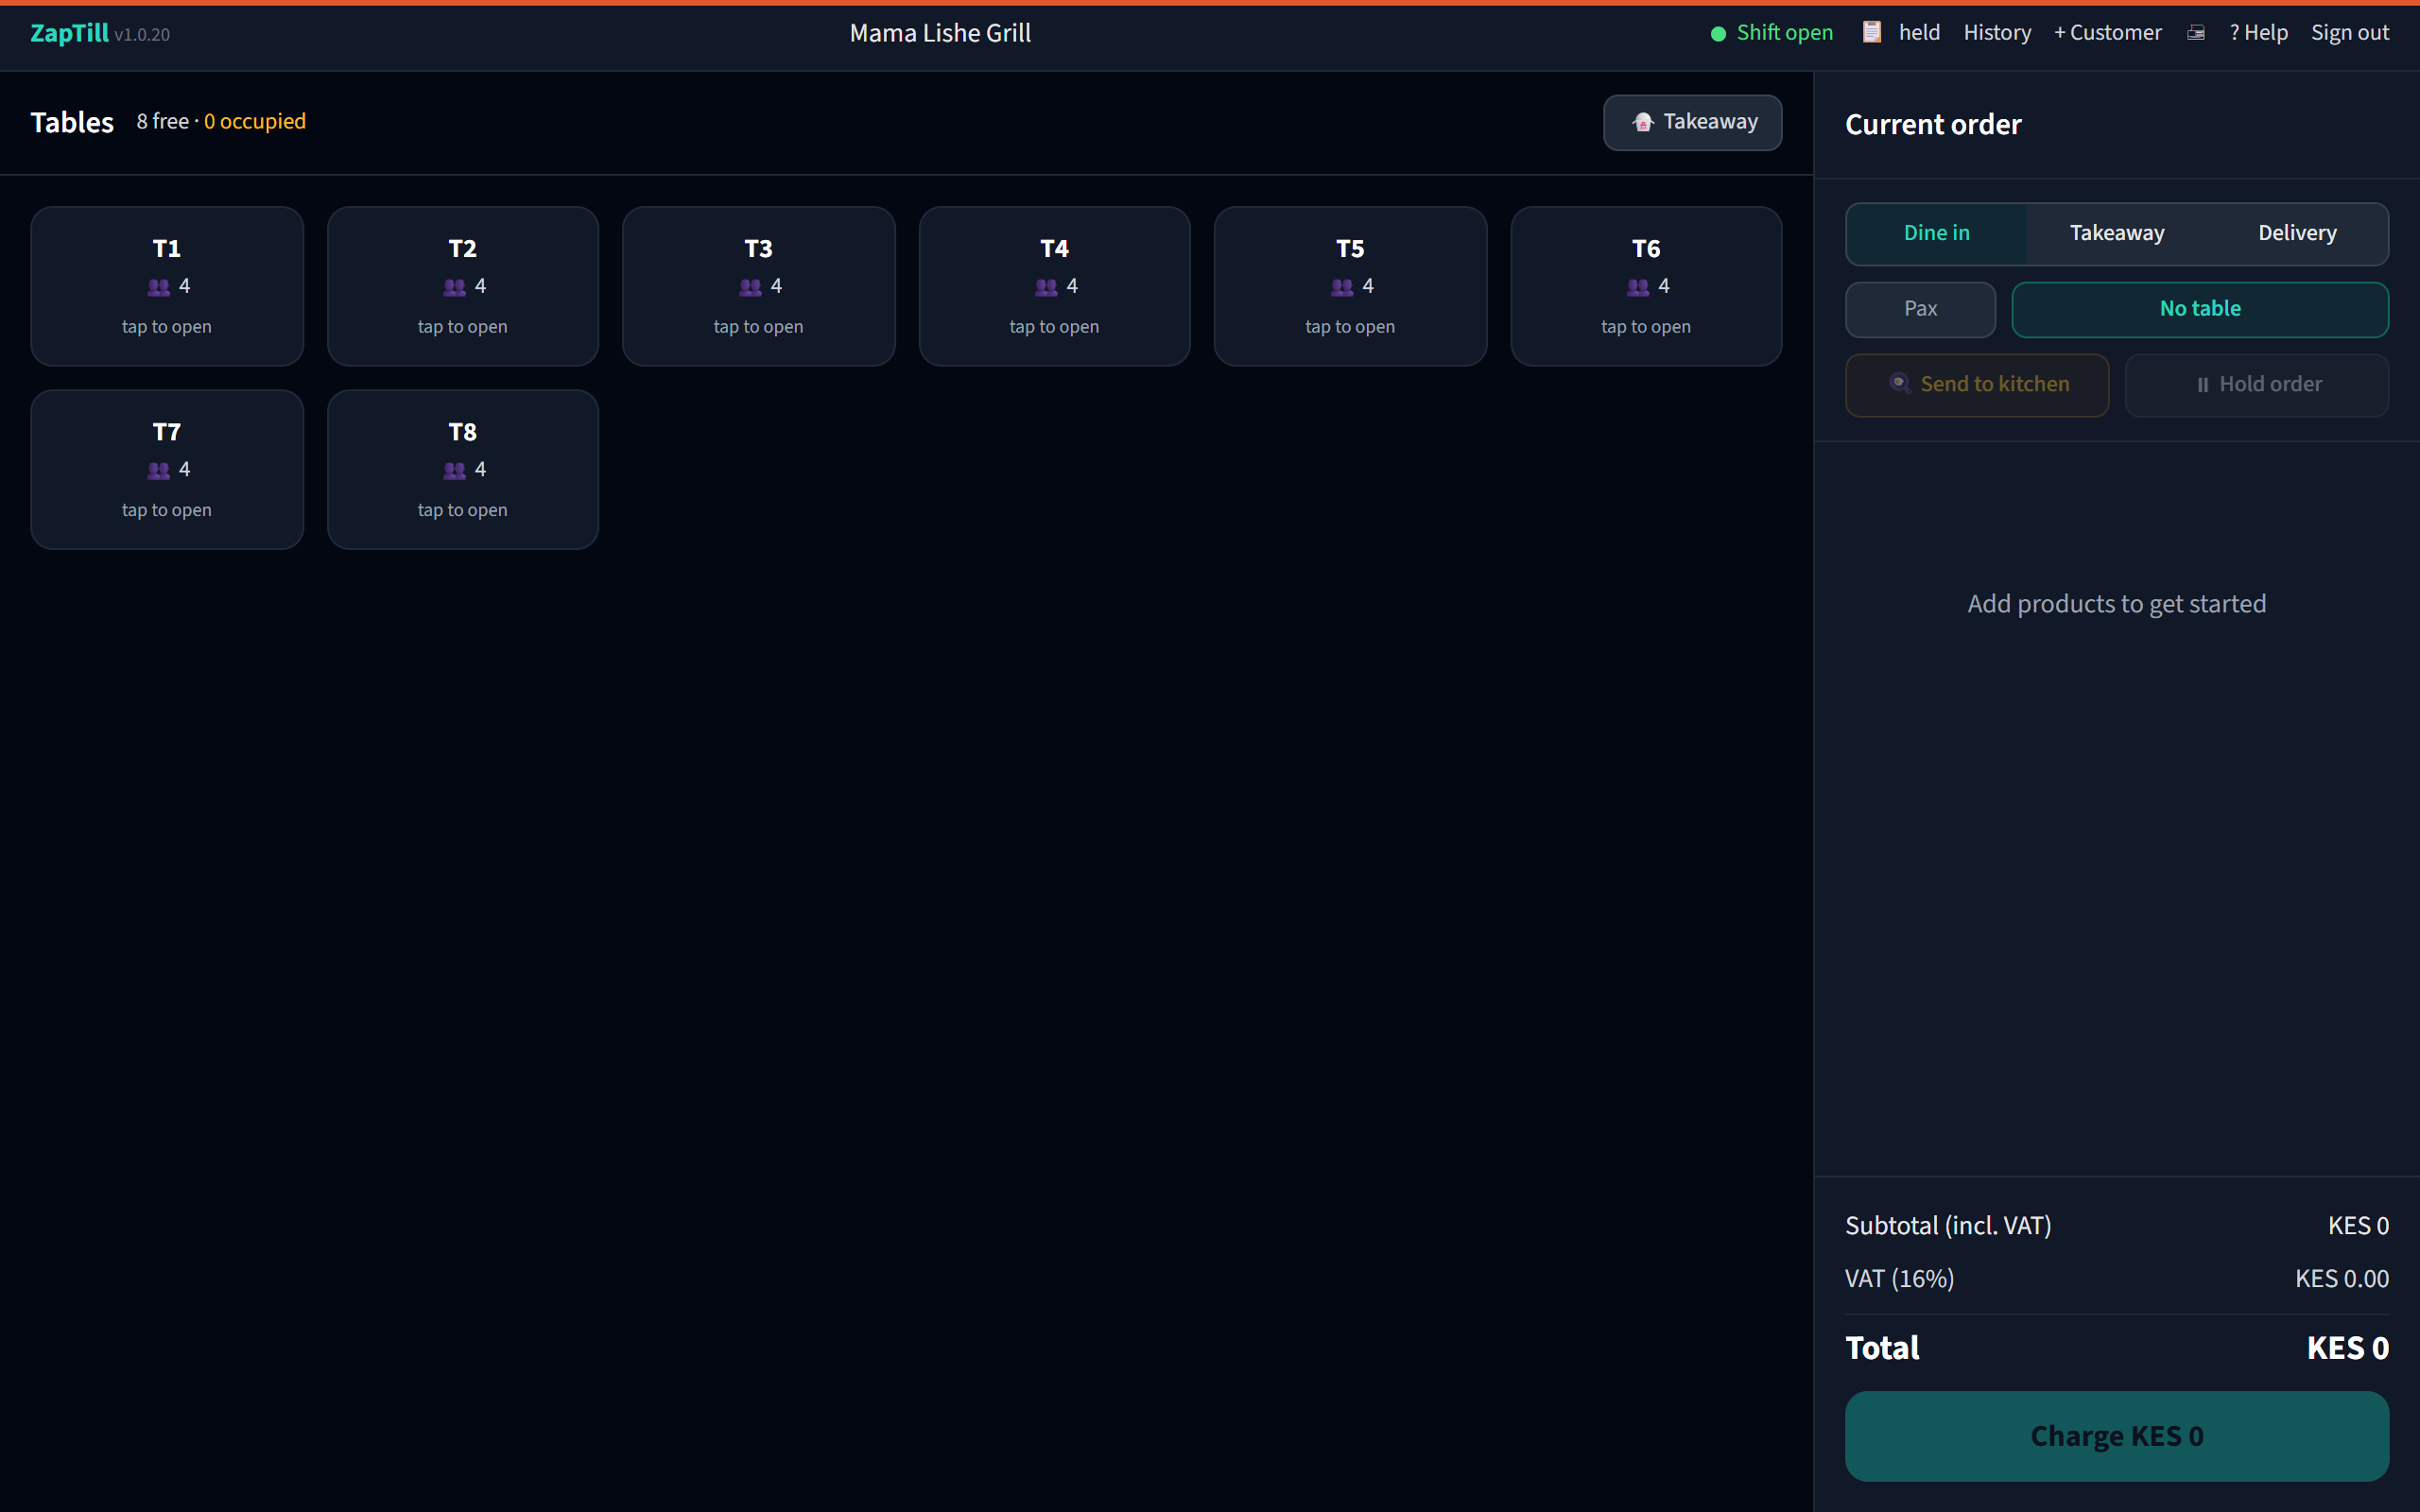 ZapTill v1.0.20
Mama Lishe Grill
Shift open held History + Customer ? Help Sign out
Tables 8 free · 0 occupied
Takeaway
T1
4
tap to open
T2
4
tap to open
T3
4
tap to open
T4
4
tap to open
T5
4
tap to open
T6
4
tap to open
T7
4
tap to open
T8
4
tap to open
Current order
Dine in Takeaway Delivery
Pax No table
Send to kitchen Hold order
Add products to get started
Subtotal (incl. VAT) KES 0
VAT (16%) KES 0.00
Total KES 0
Charge KES 0